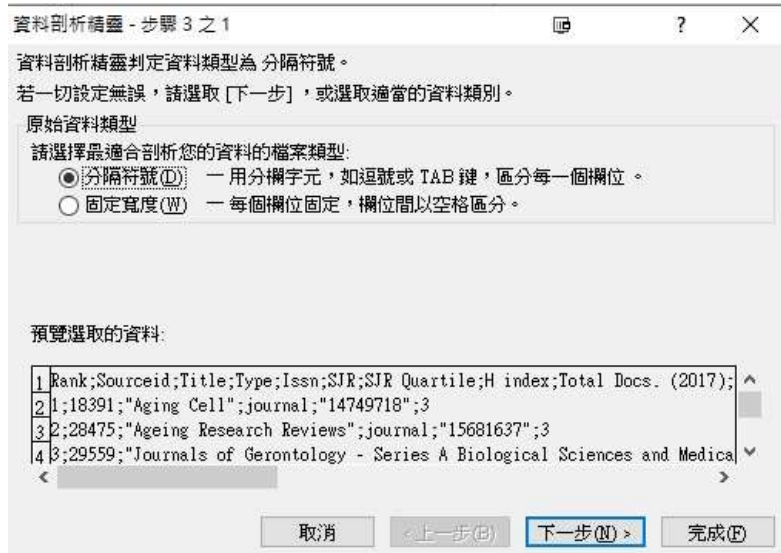 資料剖析精靈 - 步驟 3 之 1
?
資料剖析精靈判定資料類型為 分隔符號。
若一切設定無誤，請選取 [下一步]，或選取適當的資料類別。
原始資料類型
請選擇最適合剖析您的資料的檔案類型:
分隔符號(D) — 用分欄字元，如逗號或 TAB 鍵，區分每一個欄位。
固定寬度(W) — 每個欄位固定，欄位間以空格區分。
預覽選取的資料:
1 Rank;Sourceid;Title;Type;Issn;SJR;SJR Quartile;H index;Total Docs. (2017);
2 1;18391;"Aging Cell";journal;"14749718";3
3 2;28475;"Ageing Research Reviews";journal;"15681637";3
4 3;29559;"Journals of Gerontology - Series A Biological Sciences and Medica
取消 <上一步(B) 下一步(N) > 完成(F)